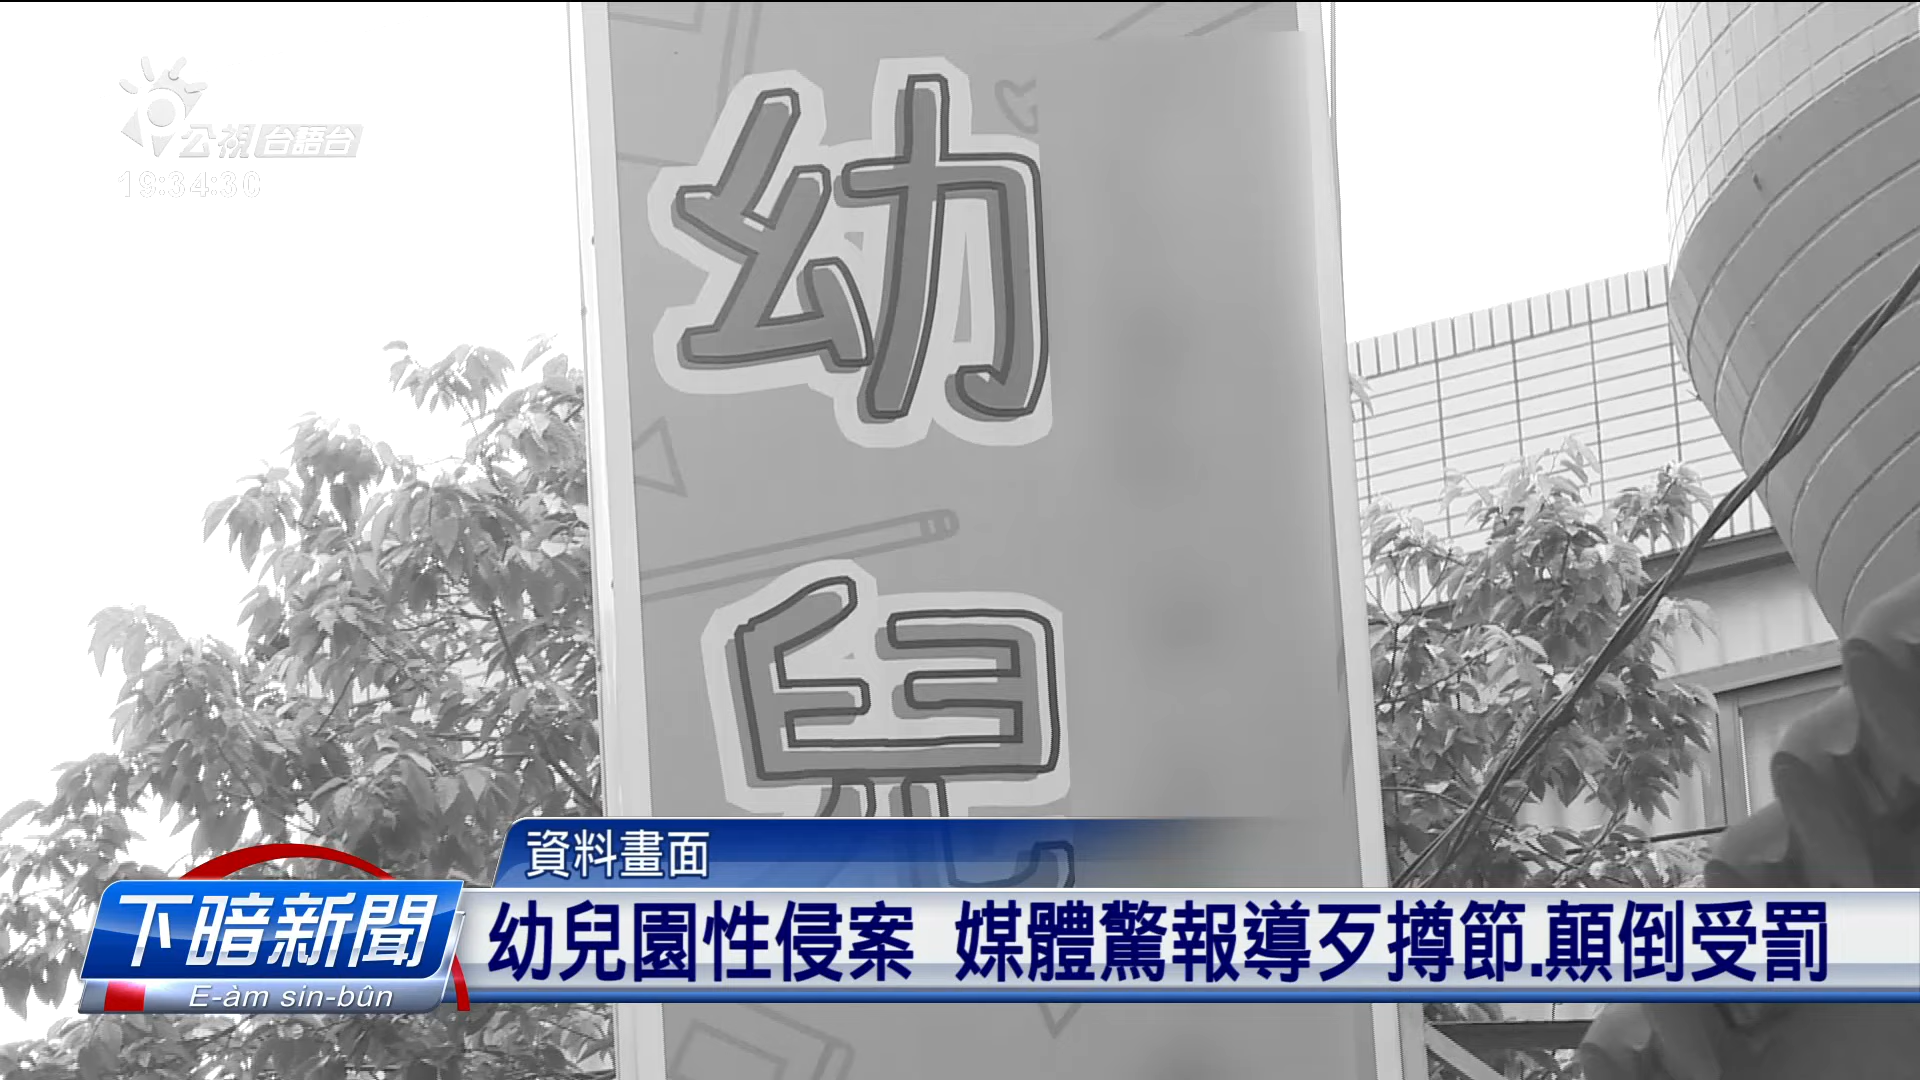 公視台語台
19:34:30
幼
兒
資料畫面
下暗新聞
E-àm sin-bûn
幼兒園性侵案 媒體驚報導歹撙節.顛倒受罰